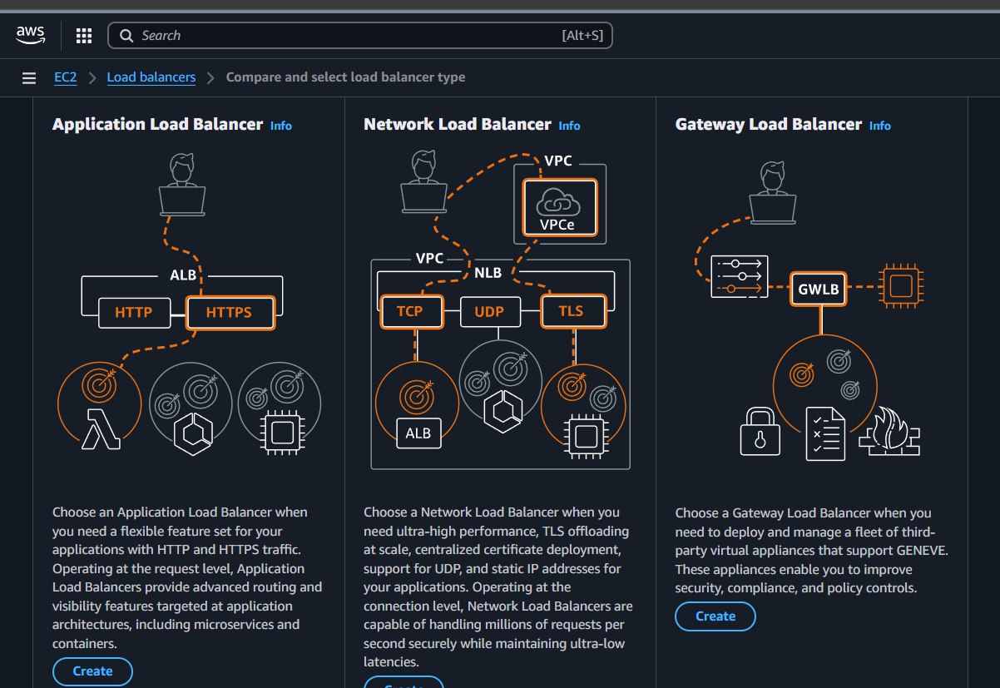 aws
Search
[Alt+S]
EC2
Load balancers
Compare and select load balancer type
Application Load Balancer Info
ALB
HTTP
HTTPS
Choose an Application Load Balancer when
you need a flexible feature set for your
applications with HTTP and HTTPS traffic.
Operating at the request level, Application
Load Balancers provide advanced routing and
visibility features targeted at application
architectures, including microservices and
containers.
Create
Network Load Balancer Info
VPC
VPCe
VPC
NLB
TCP
UDP
TLS
ALB
Choose a Network Load Balancer when you
need ultra-high performance, TLS offloading
at scale, centralized certificate deployment,
support for UDP, and static IP addresses for
your applications. Operating at the
connection level, Network Load Balancers are
capable of handling millions of requests per
second securely while maintaining ultra-low
latencies.
Gateway Load Balancer Info
GWLB
Choose a Gateway Load Balancer when you
need to deploy and manage a fleet of third-
party virtual appliances that support GENEVE.
These appliances enable you to improve
security, compliance, and policy controls.
Create